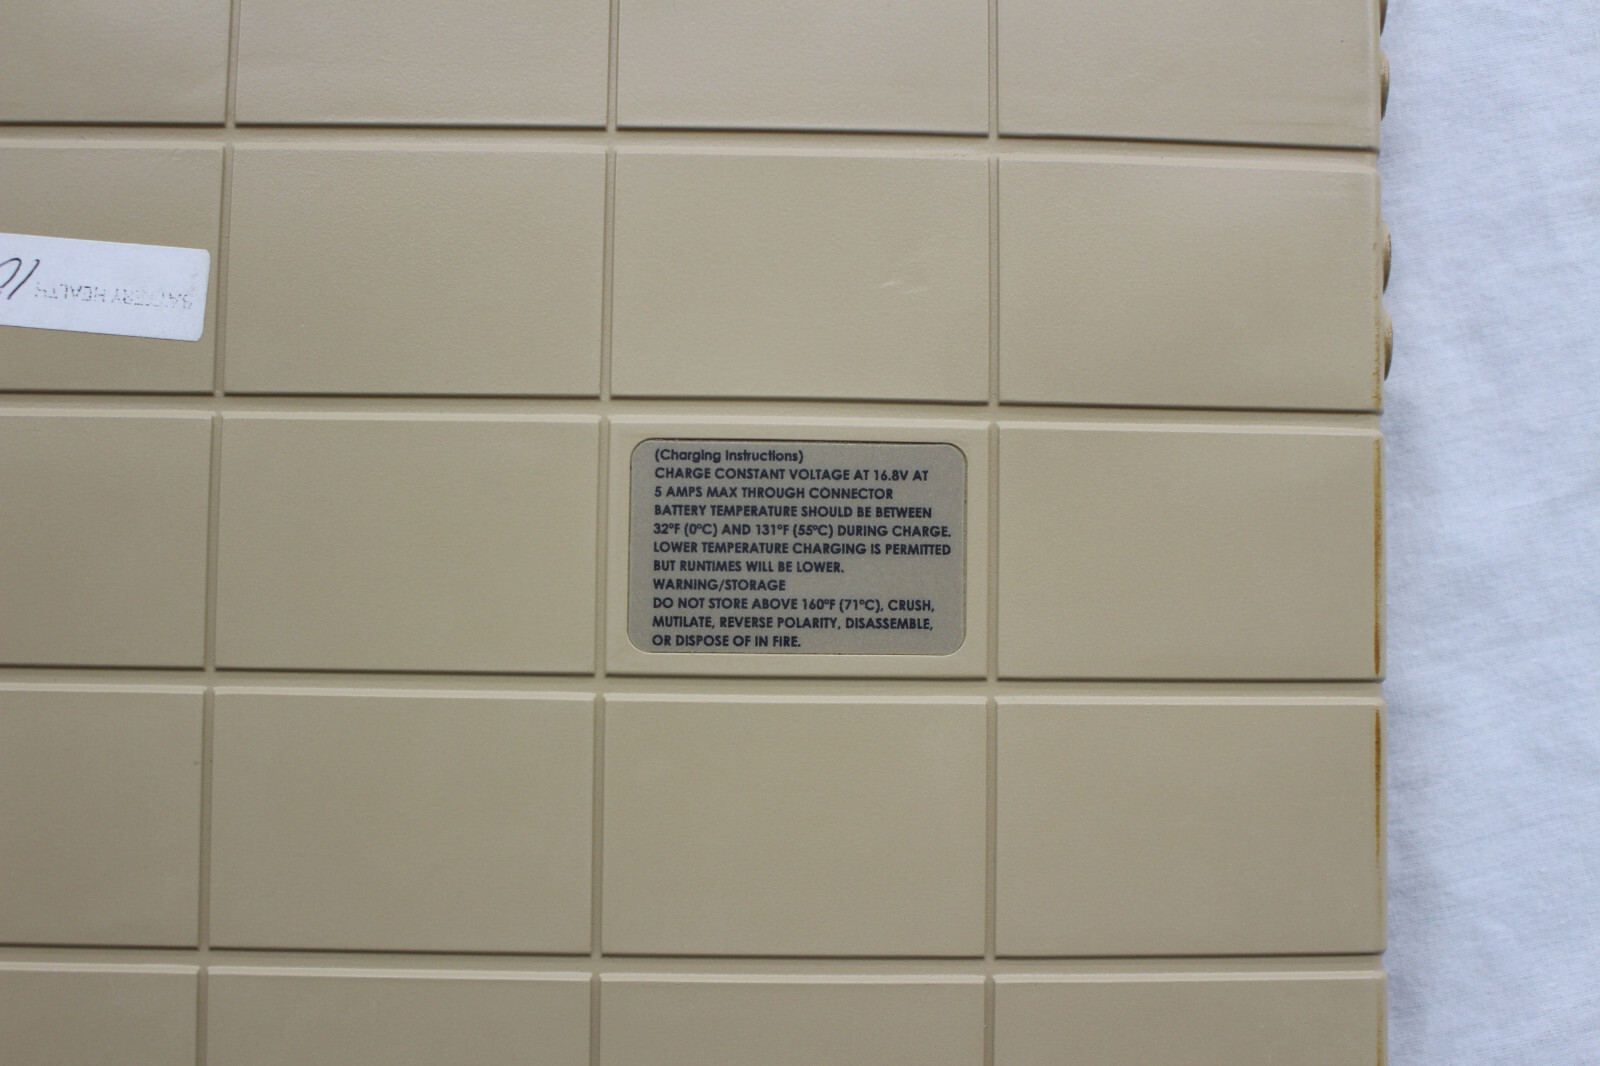 BATTERY HEALTH
(Charging Instructions)
CHARGE CONSTANT VOLTAGE AT 16.8V AT
5 AMPS MAX THROUGH CONNECTOR
BATTERY TEMPERATURE SHOULD BE BETWEEN
32°F (0°C) AND 131°F (55°C) DURING CHARGE.
LOWER TEMPERATURE CHARGING IS PERMITTED
BUT RUNTIMES WILL BE LOWER.
WARNING/STORAGE
DO NOT STORE ABOVE 160°F (71°C), CRUSH,
MUTILATE, REVERSE POLARITY, DISASSEMBLE,
OR DISPOSE OF IN FIRE.